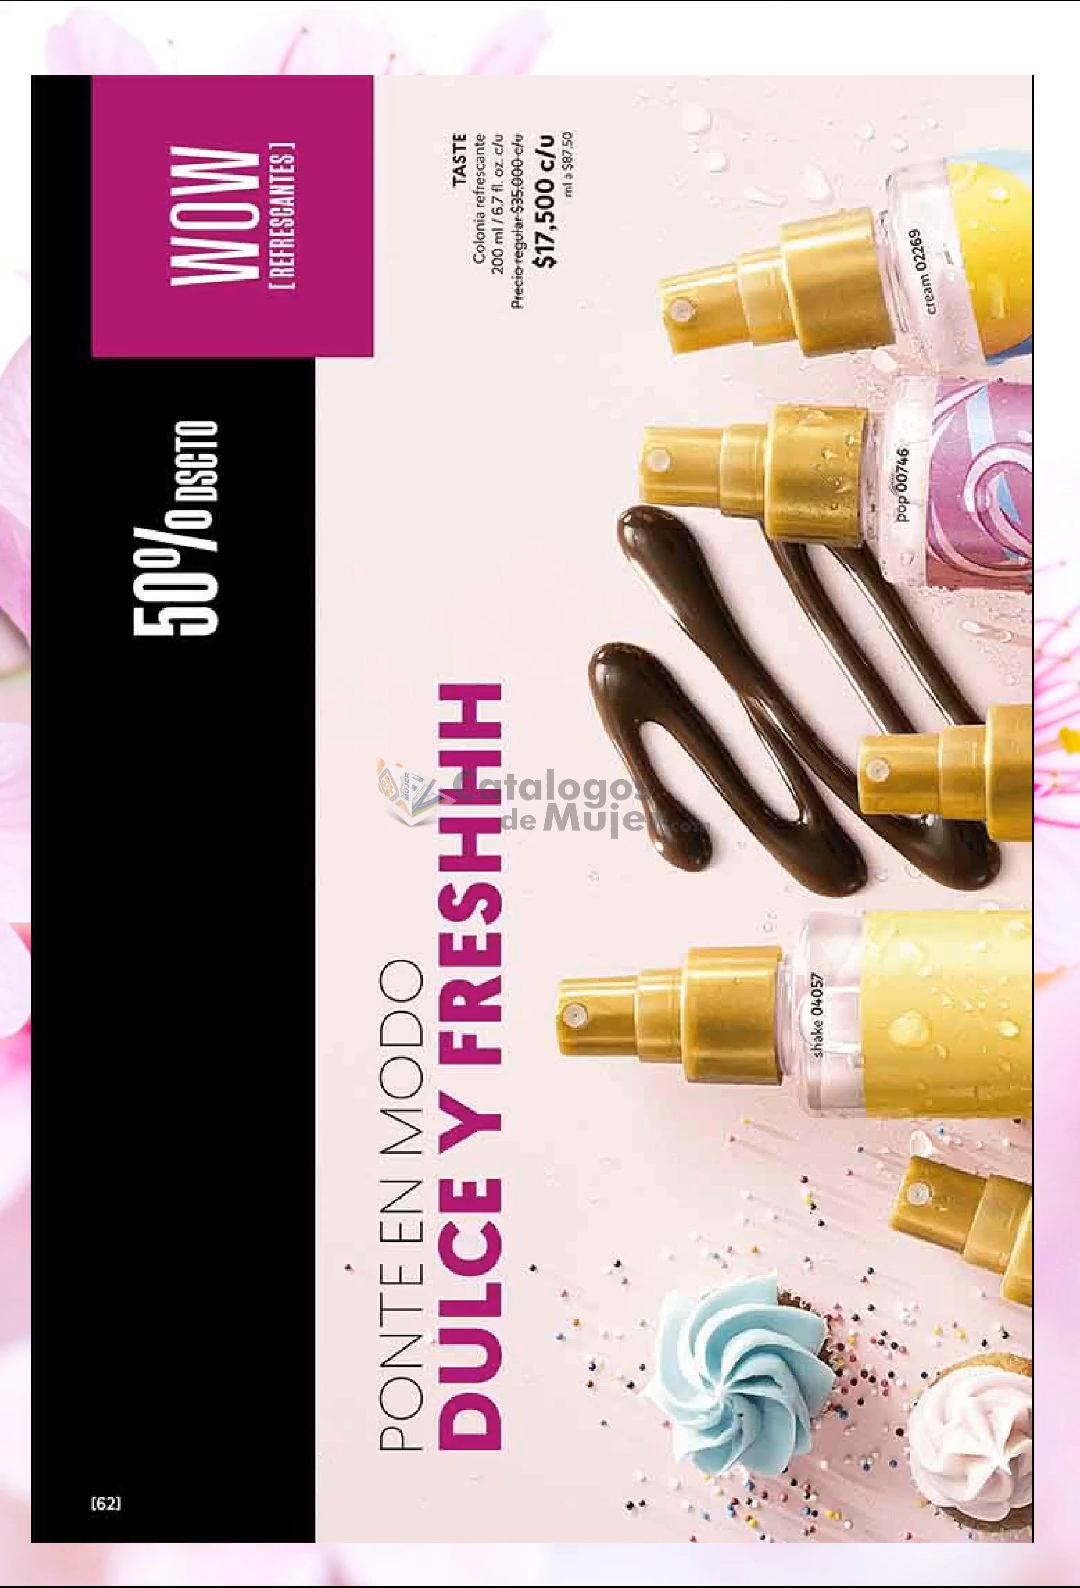 WOW
[ REFRESCANTES ]
50% DSCTO
PONTE EN MODO
DULCE Y FRESHHH
TASTE
Colonia refrescante
200 ml / 6.7 fl. oz. c/u
Precio regular $35.000 c/u
$17,500 c/u
ml a $87.50
cream 02269
pop 00746
shake 04057
Catalogos
de Mujer.com
[62]